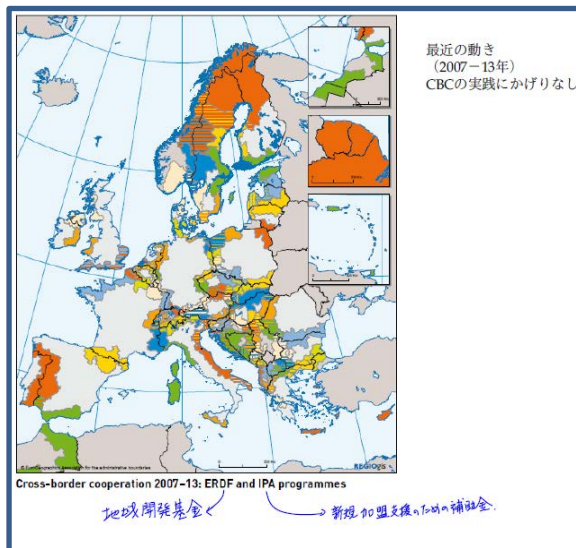 最近の動き
（2007－13年）
CBCの実践にかげりなし
REGIOgis
Cross-border cooperation 2007–13: ERDF and IPA programmes
地域開発基金
新規加盟支援のための補助金